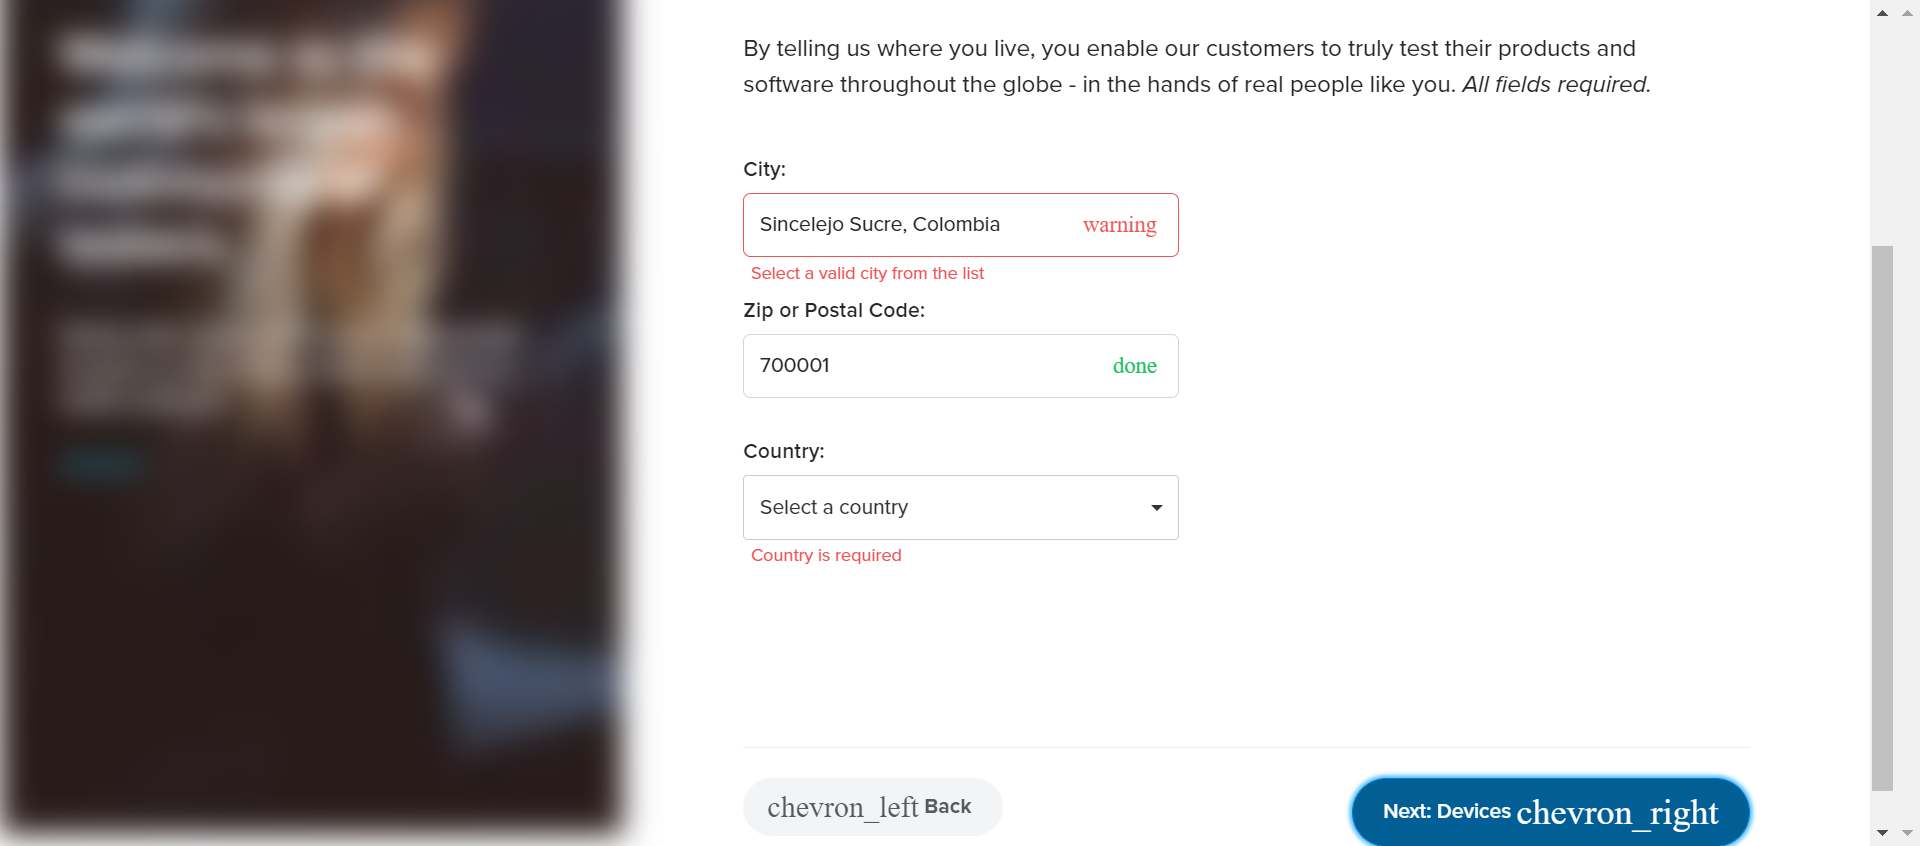 By telling us where you live, you enable our customers to truly test their products and
software throughout the globe - in the hands of real people like you. All fields required.
City:
Sincelejo Sucre, Colombia warning
Select a valid city from the list
Zip or Postal Code:
700001 done
Country:
Select a country
Country is required
chevron_left Back
Next: Devices chevron_right